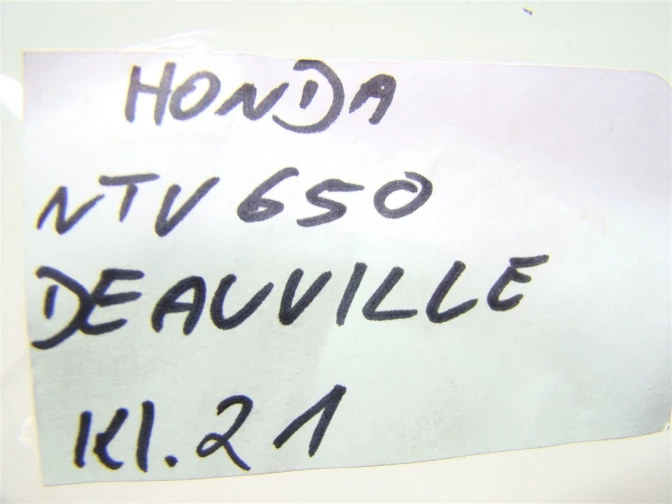 HONDA
NTV 650
DEAUVILLE
Kl. 21